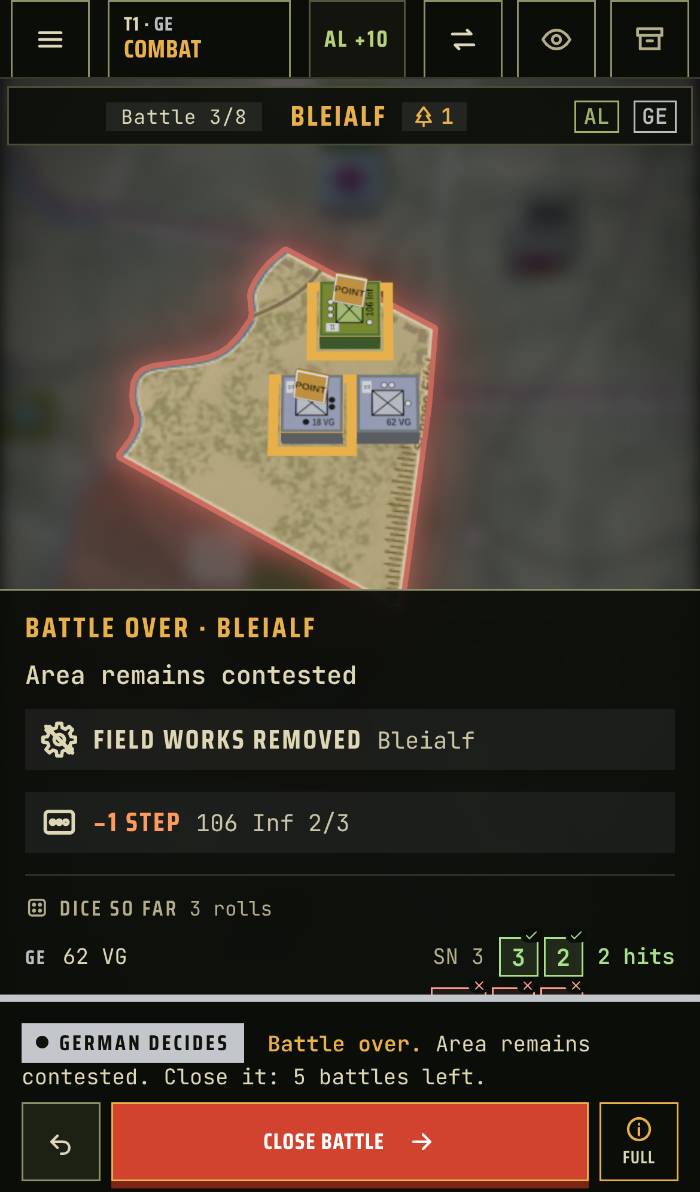 T1 · GE
COMBAT
AL +10
Battle 3/8
BLEIALF
1
AL
GE
POINT
106 Inf
POINT
18 VG
62 VG
BATTLE OVER · BLEIALF
Area remains contested
FIELD WORKS REMOVED Bleialf
–1 STEP 106 Inf 2/3
DICE SO FAR 3 rolls
GE 62 VG SN 3 3 2 2 hits
GERMAN DECIDES Battle over. Area remains
contested. Close it: 5 battles left.
CLOSE BATTLE →
FULL